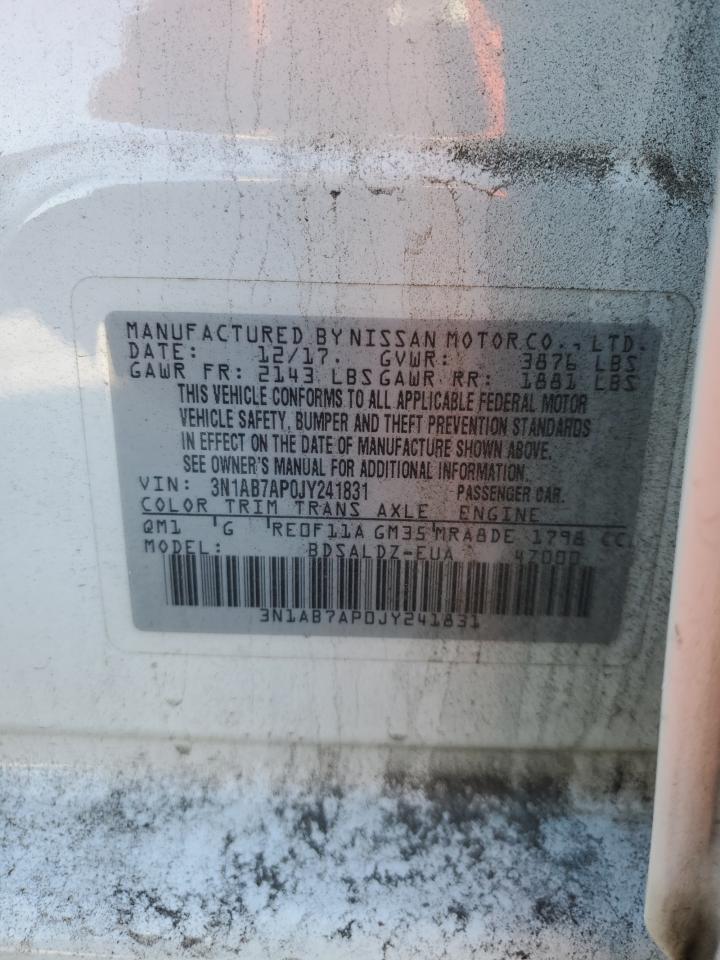 MANUFACTURED BY NISSAN MOTOR CO., LTD.
DATE: 12/17. GVWR: 3876 LBS
GAWR FR: 2143 LBS GAWR RR: 1881 LBS
THIS VEHICLE CONFORMS TO ALL APPLICABLE FEDERAL MOTOR
VEHICLE SAFETY, BUMPER AND THEFT PREVENTION STANDARDS
IN EFFECT ON THE DATE OF MANUFACTURE SHOWN ABOVE.
SEE OWNER'S MANUAL FOR ADDITIONAL INFORMATION.
VIN: 3N1AB7AP0JY241831 PASSENGER CAR.
COLOR TRIM TRANS AXLE ENGINE
QM1 G RE0F11A GM35 MRA8DE 1798 CC
MODEL: BDSALDZ-EUA 47000
3N1AB7AP0JY241831